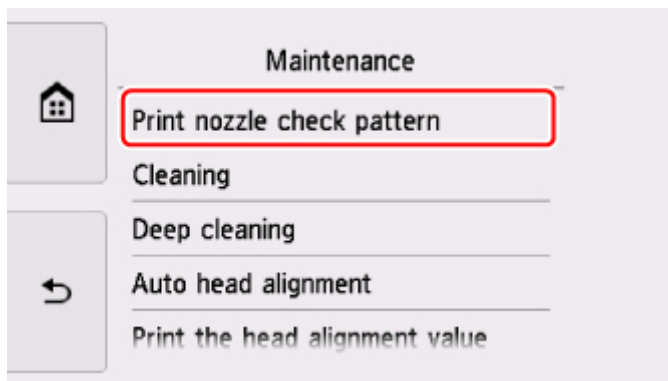 Maintenance
Print nozzle check pattern
Cleaning
Deep cleaning
Auto head alignment
Print the head alignment value